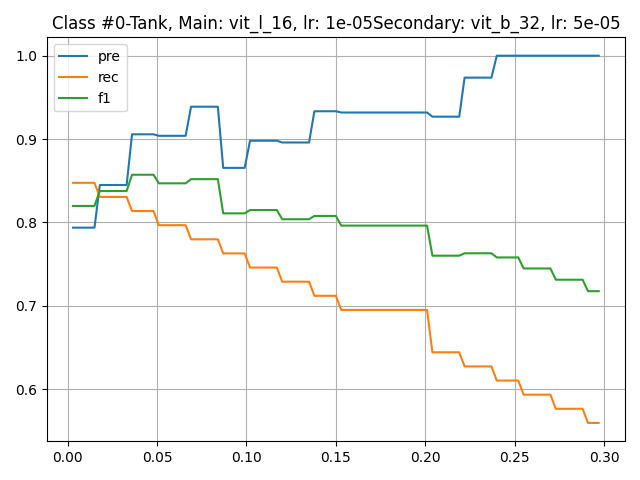 Class #0-Tank, Main: vit_l_16, lr: 1e-05Secondary: vit_b_32, lr: 5e-05
1.0
0.9
0.8
0.7
0.6
pre
rec
f1
0.00 0.05 0.10 0.15 0.20 0.25 0.30